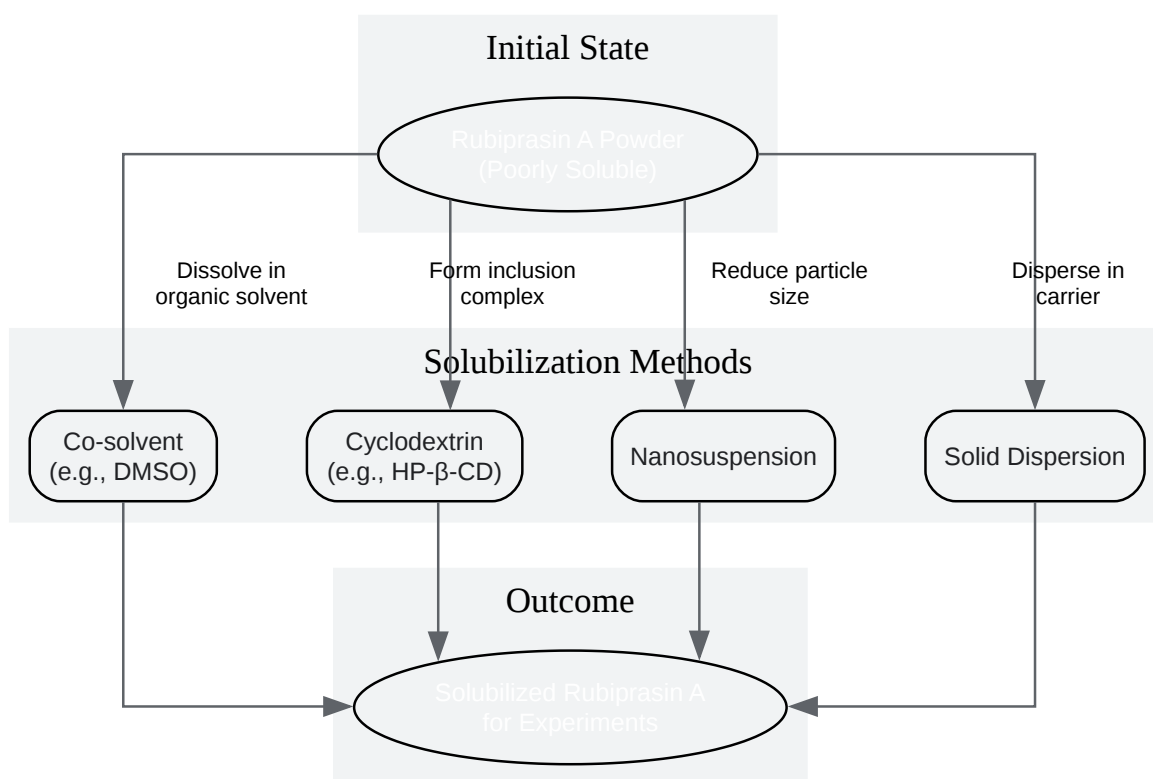 Initial State
Rubiprasin A Powder
(Poorly Soluble)
Dissolve in
organic solvent
Form inclusion
complex
Reduce particle
size
Disperse in
carrier
Solubilization Methods
Co-solvent
(e.g., DMSO)
Cyclodextrin
(e.g., HP-β-CD)
Nanosuspension
Solid Dispersion
Outcome
Solubilized Rubiprasin A
for Experiments